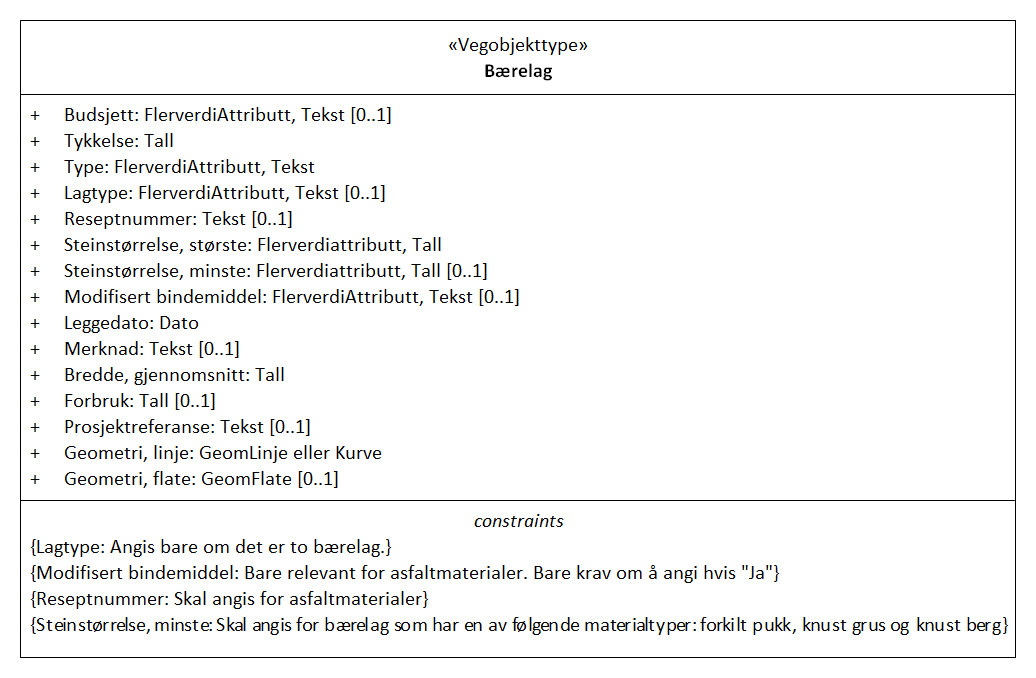 «Vegobjekttype»
Bærelag
+ Budsjett: FlerverdiAttributt, Tekst [0..1]
+ Tykkelse: Tall
+ Type: FlerverdiAttributt, Tekst
+ Lagtype: FlerverdiAttributt, Tekst [0..1]
+ Reseptnummer: Tekst [0..1]
+ Steinstørrelse, største: Flerverdiattributt, Tall
+ Steinstørrelse, minste: Flerverdiattributt, Tall [0..1]
+ Modifisert bindemiddel: FlerverdiAttributt, Tekst [0..1]
+ Leggedato: Dato
+ Merknad: Tekst [0..1]
+ Bredde, gjennomsnitt: Tall
+ Forbruk: Tall [0..1]
+ Prosjektreferanse: Tekst [0..1]
+ Geometri, linje: GeomLinje eller Kurve
+ Geometri, flate: GeomFlate [0..1]
constraints
{Lagtype: Angis bare om det er to bærelag.}
{Modifisert bindemiddel: Bare relevant for asfaltmaterialer. Bare krav om å angi hvis "Ja"}
{Reseptnummer: Skal angis for asfaltmaterialer}
{Steinstørrelse, minste: Skal angis for bærelag som har en av følgende materialtyper: forkilt pukk, knust grus og knust berg}